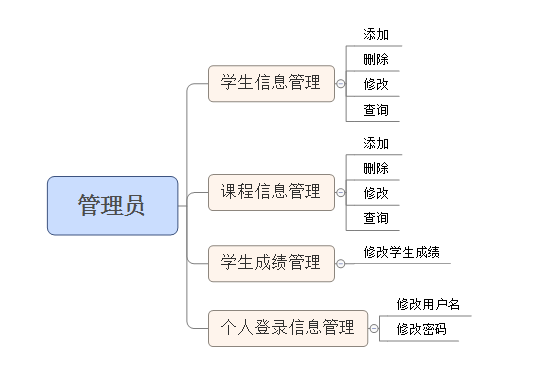 管理员
学生信息管理
添加
删除
修改
查询
课程信息管理
添加
删除
修改
查询
学生成绩管理
修改学生成绩
个人登录信息管理
修改用户名
修改密码